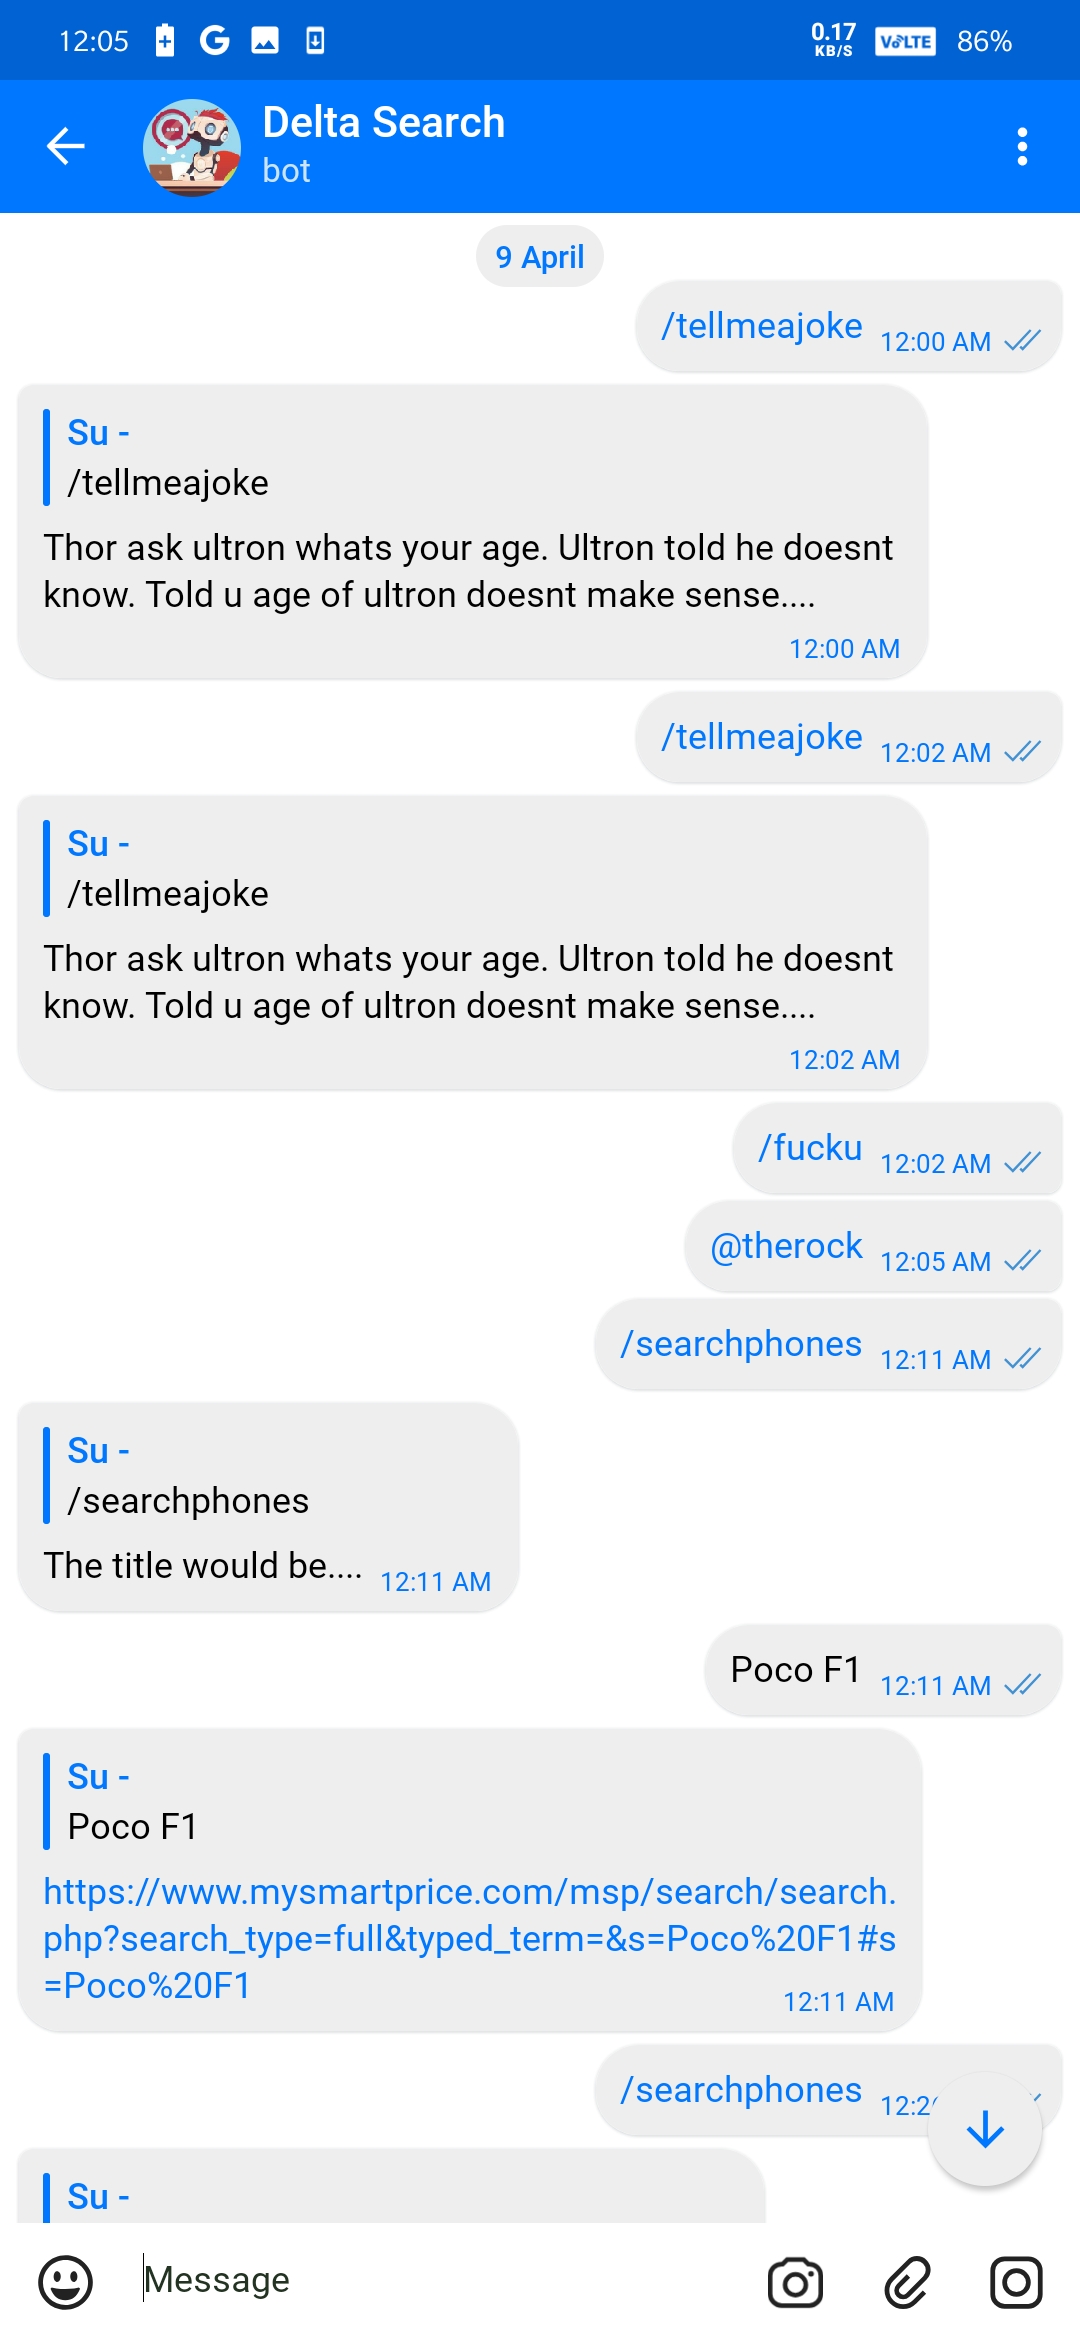 12:05
0.17
KB/S
VoLTE
86%
Delta Search
bot
9 April
/tellmeajoke 12:00 AM
Su -
/tellmeajoke
Thor ask ultron whats your age. Ultron told he doesnt
know. Told u age of ultron doesnt make sense....
12:00 AM
/tellmeajoke 12:02 AM
Su -
/tellmeajoke
Thor ask ultron whats your age. Ultron told he doesnt
know. Told u age of ultron doesnt make sense....
12:02 AM
/fucku 12:02 AM
@therock 12:05 AM
/searchphones 12:11 AM
Su -
/searchphones
The title would be.... 12:11 AM
Poco F1 12:11 AM
Su -
Poco F1
https://www.mysmartprice.com/msp/search/search.
php?search_type=full&typed_term=&s=Poco%20F1#s
=Poco%20F1
12:11 AM
/searchphones
Su -
Message